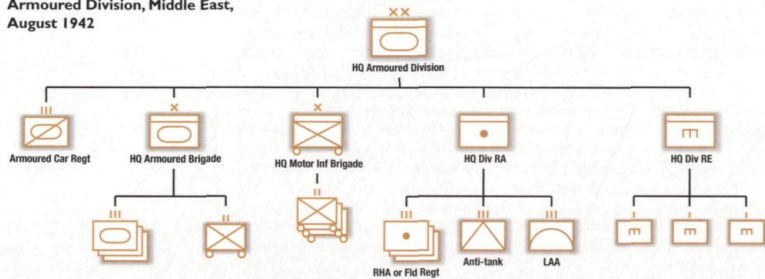 Armoured Division, Middle East,
August 1942
HQ Armoured Division
Armoured Car Regt
HQ Armoured Brigade
HQ Motor Inf Brigade
HQ Div RA
HQ Div RE
RHA or Fld Regt
Anti-tank
LAA